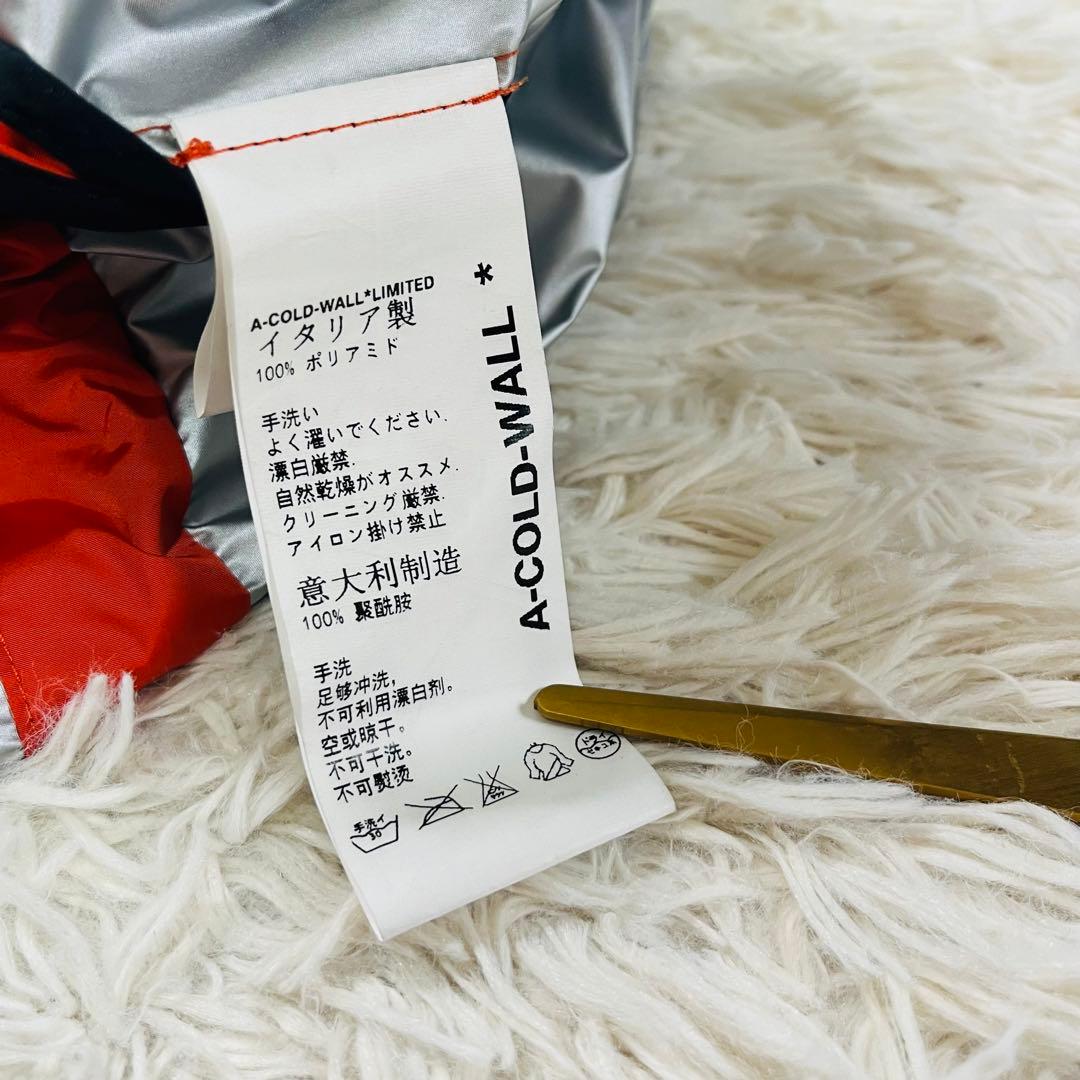 A-COLD-WALL*LIMITED
イタリア製
100% ポリアミド
手洗い
よく濯いでください.
漂白厳禁.
自然乾燥がオススメ.
クリーニング厳禁.
アイロン掛け禁止
意大利制造
100% 聚酰胺
手洗
足够冲洗,
不可利用漂白剂。
空或晾干。
不可干洗。
不可熨烫
手洗イ
30
A-COLD-WALL *